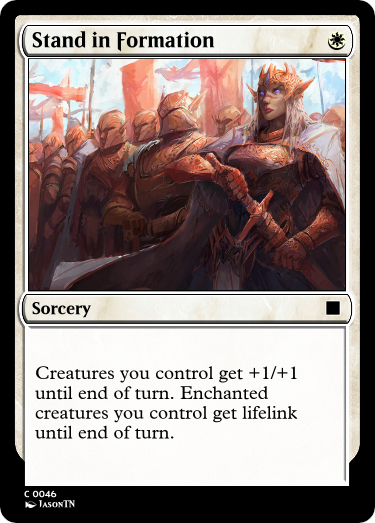 Stand in Formation
Sorcery
Creatures you control get +1/+1
until end of turn. Enchanted
creatures you control get lifelink
until end of turn.
C 0046
JasonTN